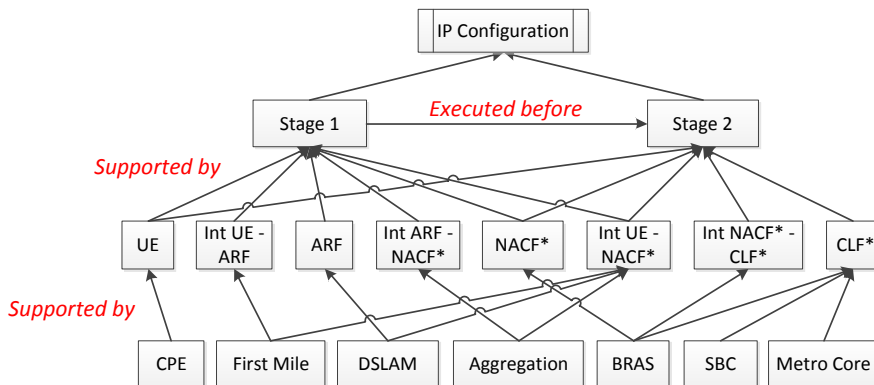 IP Configuration
Executed before
Stage 1
Stage 2
Supported by
UE
Int UE -
ARF
ARF
Int ARF -
NACF*
NACF*
Int UE -
NACF*
Int NACF* -
CLF*
CLF*
Supported by
CPE
First Mile
DSLAM
Aggregation
BRAS
SBC
Metro Core